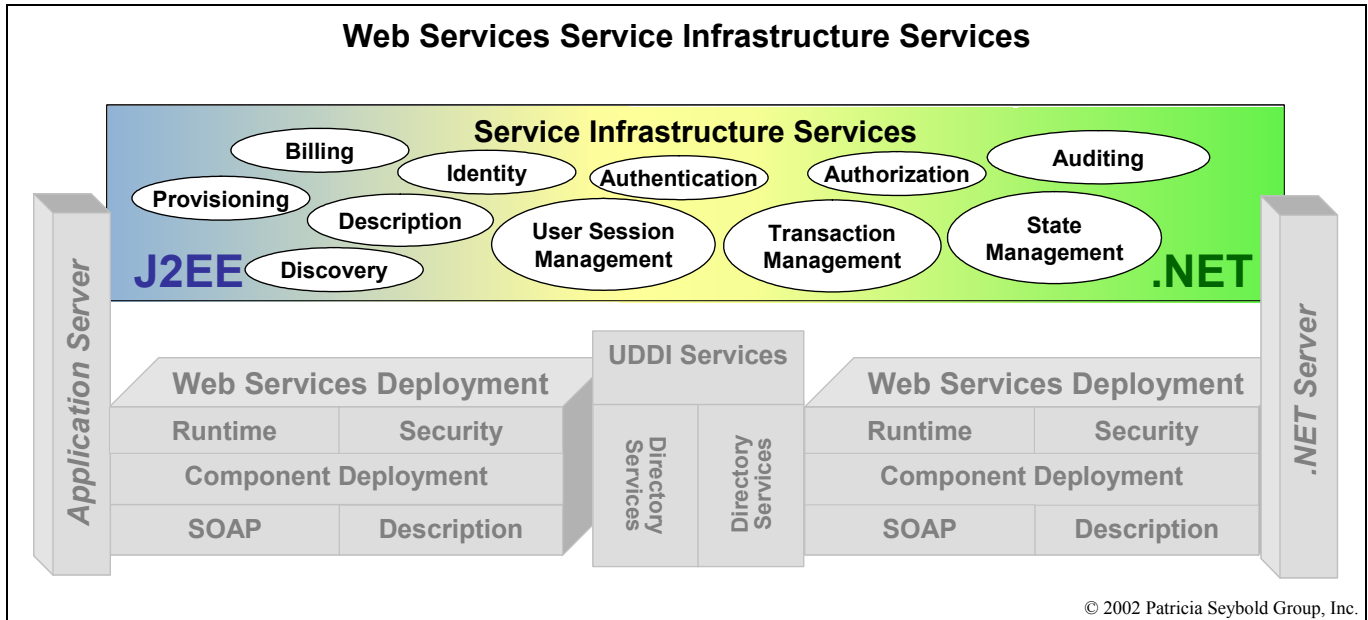 Web Services Service Infrastructure Services
Service Infrastructure Services
Billing
Identity
Authentication
Authorization
Auditing
Provisioning
Description
User Session
Management
Transaction
Management
State
Management
Discovery
J2EE
.NET
Application Server
Web Services Deployment
Runtime
Security
Component Deployment
SOAP
Description
UDDI Services
Directory
Services
Directory
Services
Web Services Deployment
Runtime
Security
Component Deployment
SOAP
Description
.NET Server
© 2002 Patricia Seybold Group, Inc.